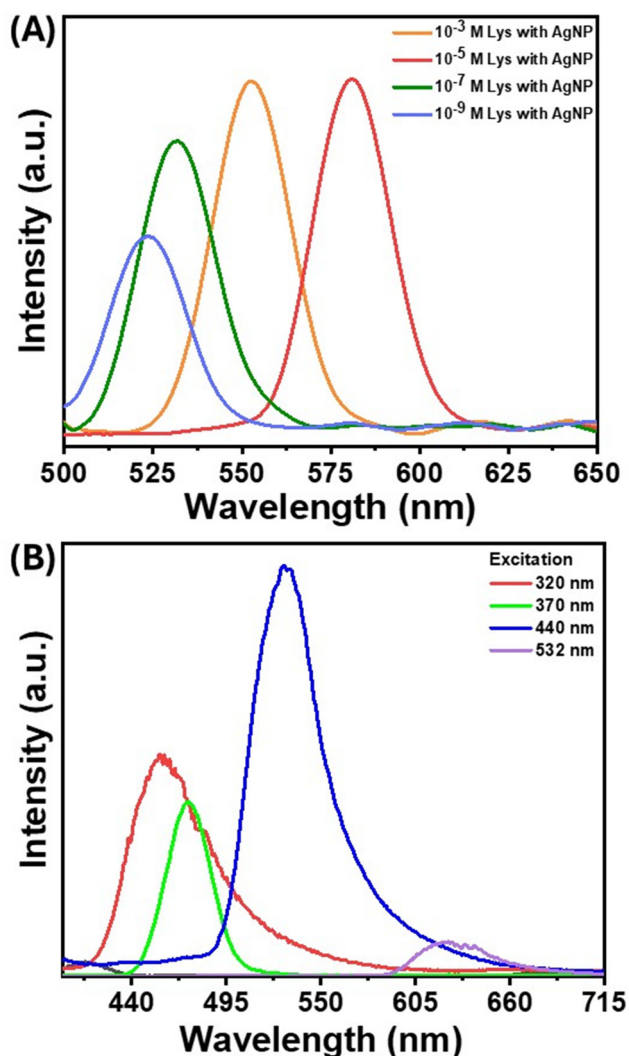 (A)
10⁻³ M Lys with AgNP
10⁻⁵ M Lys with AgNP
10⁻⁷ M Lys with AgNP
10⁻⁹ M Lys with AgNP
Intensity (a.u.)
500 525 550 575 600 625 650
Wavelength (nm)
(B)
Excitation
320 nm
370 nm
440 nm
532 nm
Intensity (a.u.)
440 495 550 605 660 715
Wavelength (nm)